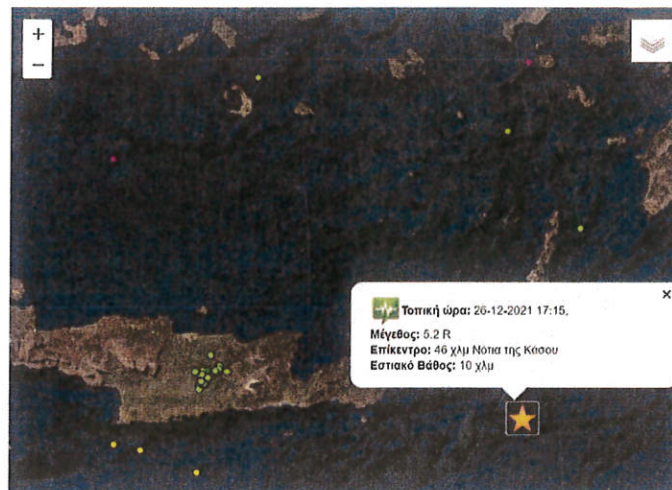 +
−
×
Τοπική ώρα: 26-12-2021 17:15,
Μέγεθος: 5.2 R
Επίκεντρο: 46 χλμ Νότια της Κάσου
Εστιακό Βάθος: 10 χλμ